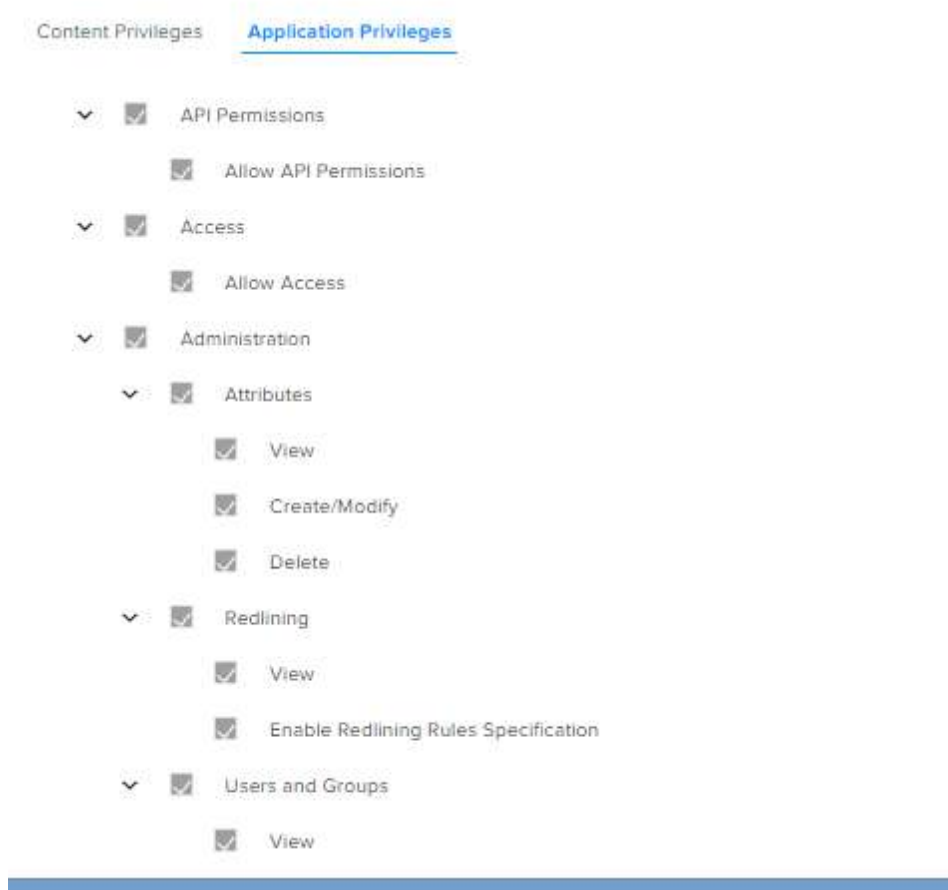 Content Privileges Application Privileges
API Permissions
Allow API Permissions
Access
Allow Access
Administration
Attributes
View
Create/Modify
Delete
Redlining
View
Enable Redlining Rules Specification
Users and Groups
View